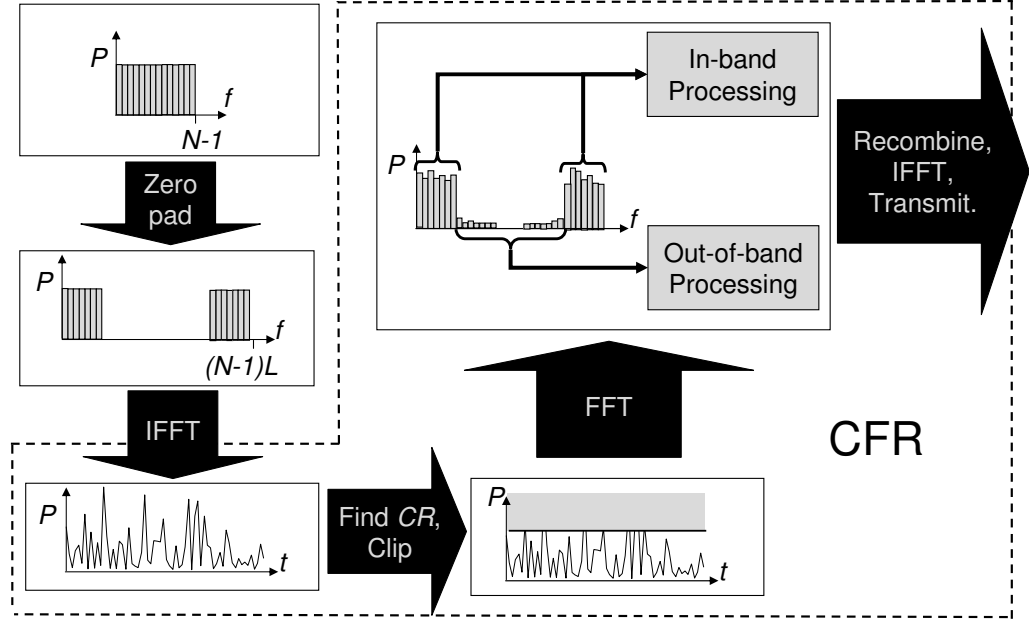 P
f
N-1
Zero
pad
P
f
(N-1)L
IFFT
P
t
Find CR,
Clip
P
t
FFT
P
f
In-band
Processing
Out-of-band
Processing
Recombine,
IFFT,
Transmit.
CFR